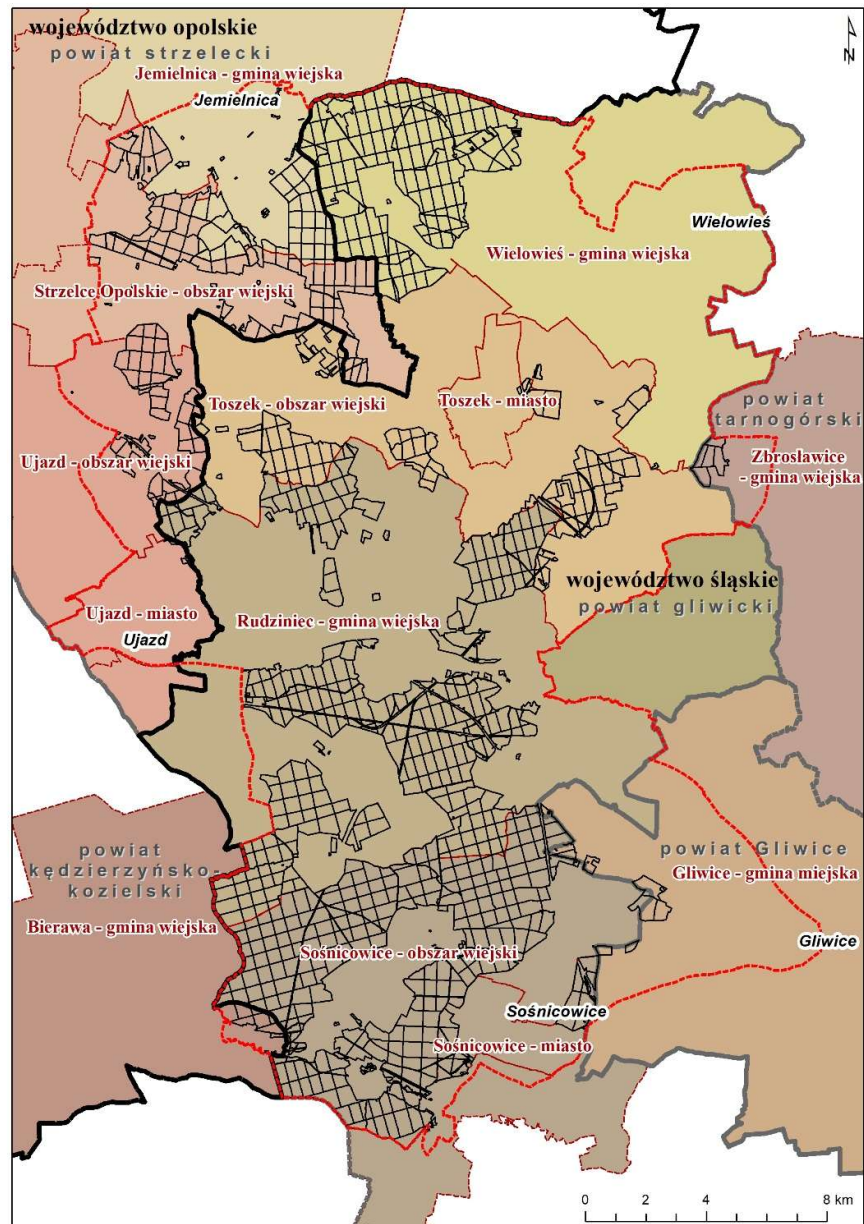 województwo opolskie
powiat strzelecki
Jemielnica - gmina wiejska
Jemielnica
N
Wielowieś
Wielowieś - gmina wiejska
Strzelce Opolskie - obszar wiejski
Toszek - obszar wiejski
Toszek - miasto
powiat
tarnogórski
Ujazd - obszar wiejski
Zbrosławice
- gmina wiejska
województwo śląskie
powiat gliwicki
Ujazd - miasto
Ujazd
Rudziniec - gmina wiejska
powiat
kędzierzyńsko-
kozielski
powiat Gliwice
Gliwice - gmina miejska
Bierawa - gmina wiejska
Gliwice
Sośnicowice - obszar wiejski
Sośnicowice
Sośnicowice - miasto
0 2 4 8 km